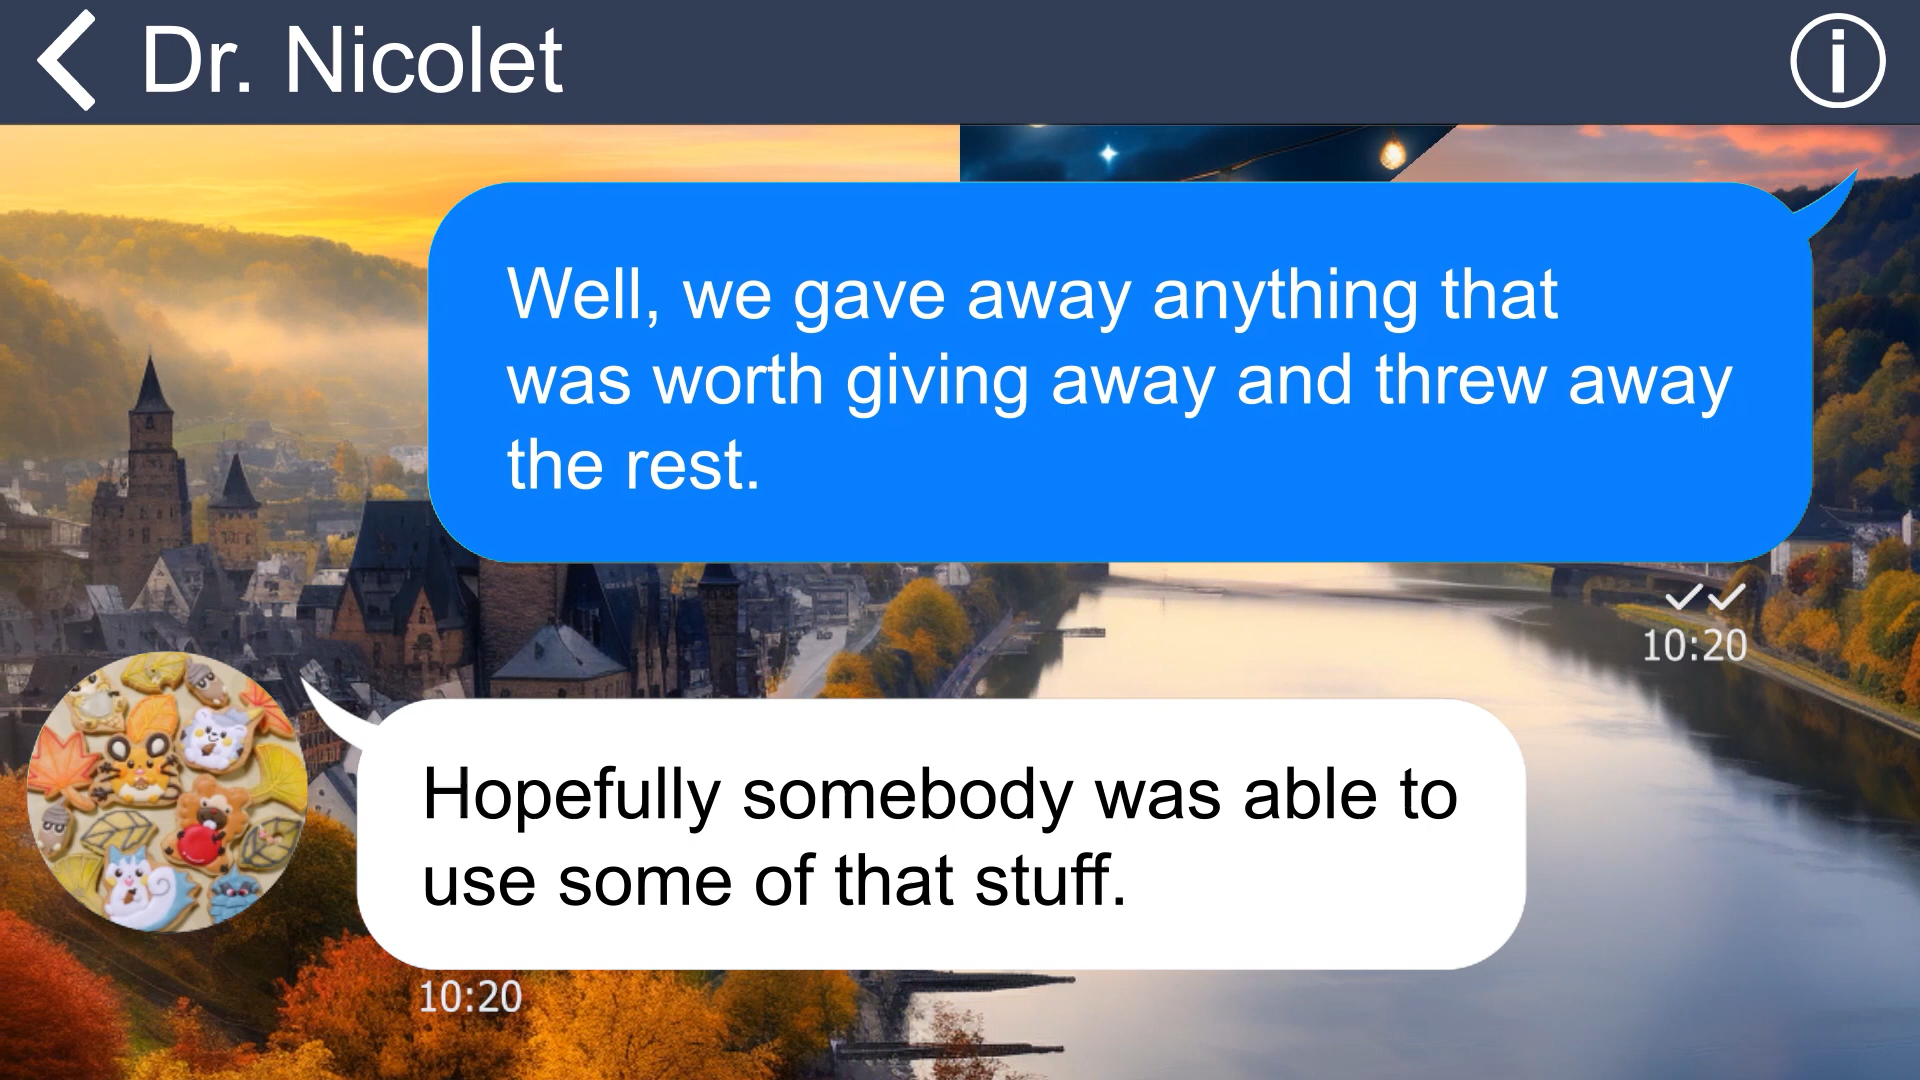 Dr. Nicolet
Well, we gave away anything that
was worth giving away and threw away
the rest.
10:20
Hopefully somebody was able to
use some of that stuff.
10:20